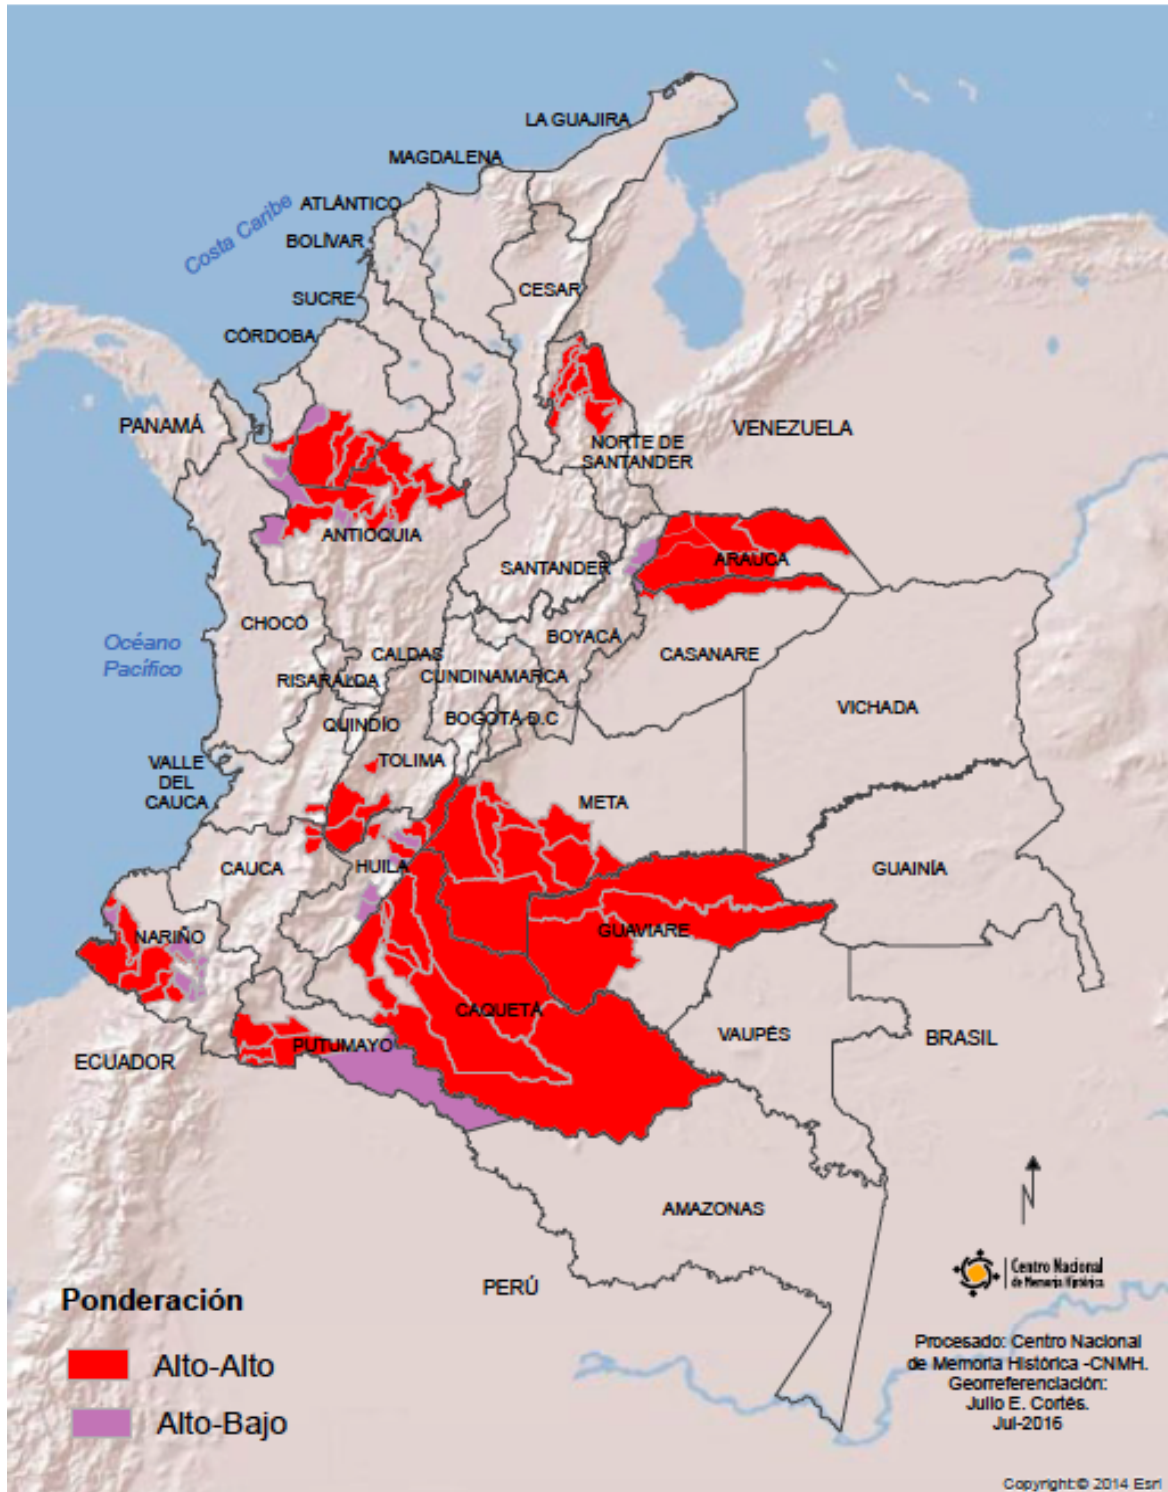 LA GUAJIRA
MAGDALENA
ATLÁNTICO
Costa Caribe
BOLÍVAR
CESAR
SUCRE
CÓRDOBA
PANAMÁ
VENEZUELA
NORTE DE
SANTANDER
ANTIOQUIA
ARAUCA
SANTANDER
CHOCÓ
BOYACÁ
Océano
Pacífico
CALDAS
CASANARE
RISARALDA
CUNDINAMARCA
VICHADA
QUINDÍO
BOGOTA D.C
TOLIMA
VALLE
DEL
CAUCA
META
CAUCA
HUILA
GUAINÍA
NARIÑO
GUAVIARE
CAQUETÁ
VAUPÉS
BRASIL
PUTUMAYO
ECUADOR
AMAZONAS
PERÚ
Centro Nacional
de Memoria Histórica
Ponderación
Alto-Alto
Alto-Bajo
Procesado: Centro Nacional
de Memoria Histórica -CNMH.
Georreferenciación:
Julio E. Cortés.
Jul-2016
Copyright:© 2014 Esri